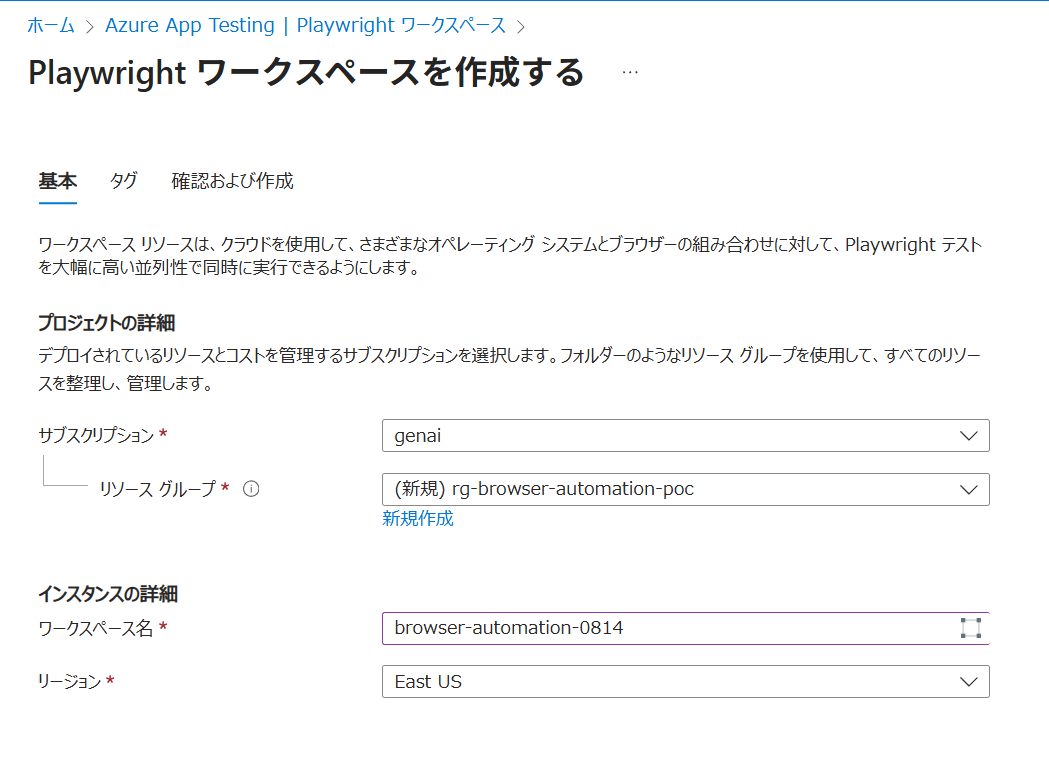 ホーム > Azure App Testing | Playwright ワークスペース >
Playwright ワークスペースを作成する ...
基本 タグ 確認および作成
ワークスペース リソースは、クラウドを使用して、さまざまなオペレーティング システムとブラウザーの組み合わせに対して、Playwright テスト
を大幅に高い並列性で同時に実行できるようにします。
プロジェクトの詳細
デプロイされているリソースとコストを管理するサブスクリプションを選択します。フォルダーのようなリソース グループを使用して、すべてのリソー
スを整理し、管理します。
サブスクリプション * genai
リソース グループ * (新規) rg-browser-automation-poc
新規作成
インスタンスの詳細
ワークスペース名 * browser-automation-0814
リージョン * East US